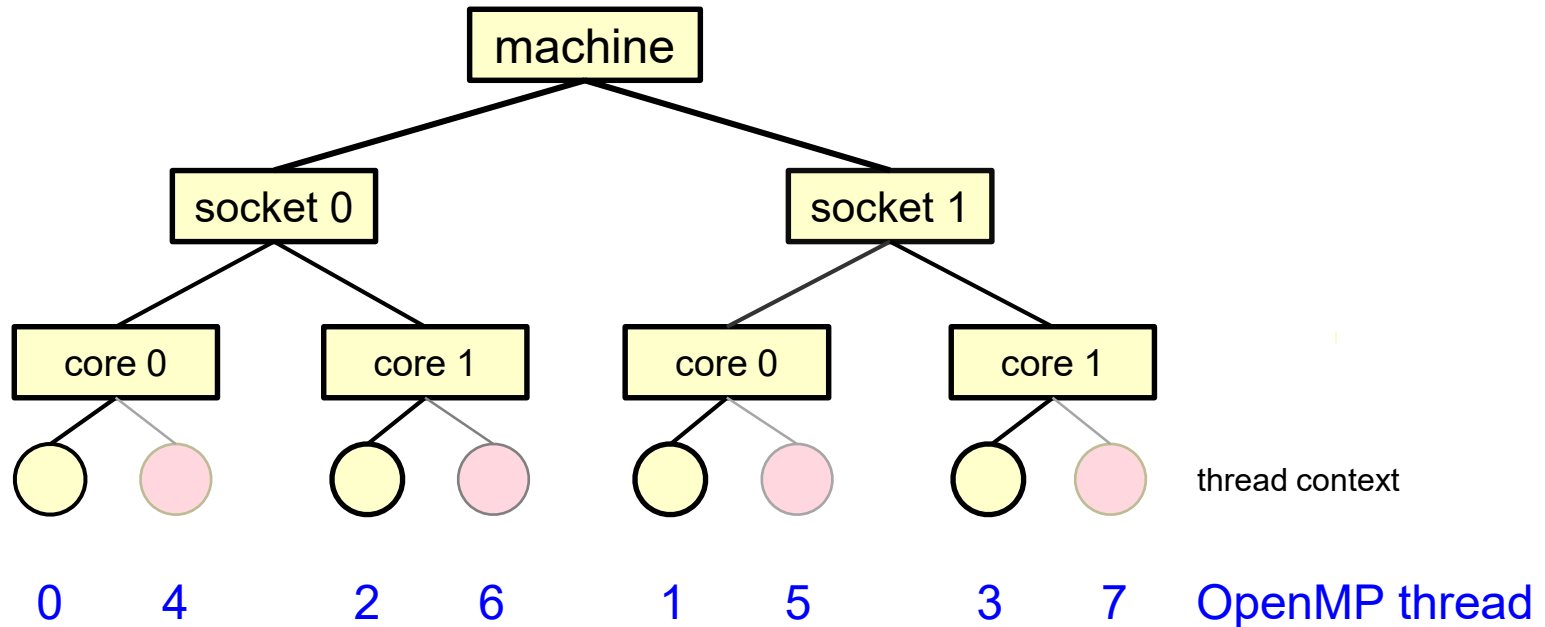 machine
socket 0 socket 1
core 0 core 1 core 0 core 1
thread context
0 4 2 6 1 5 3 7 OpenMP thread